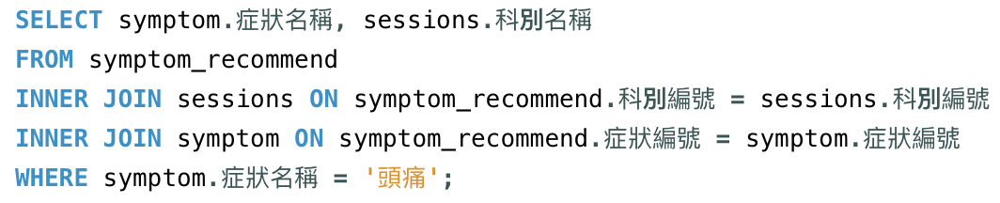 SELECT symptom.症狀名稱, sessions.科別名稱
FROM symptom_recommend
INNER JOIN sessions ON symptom_recommend.科別編號 = sessions.科別編號
INNER JOIN symptom ON symptom_recommend.症狀編號 = symptom.症狀編號
WHERE symptom.症狀名稱 = '頭痛';